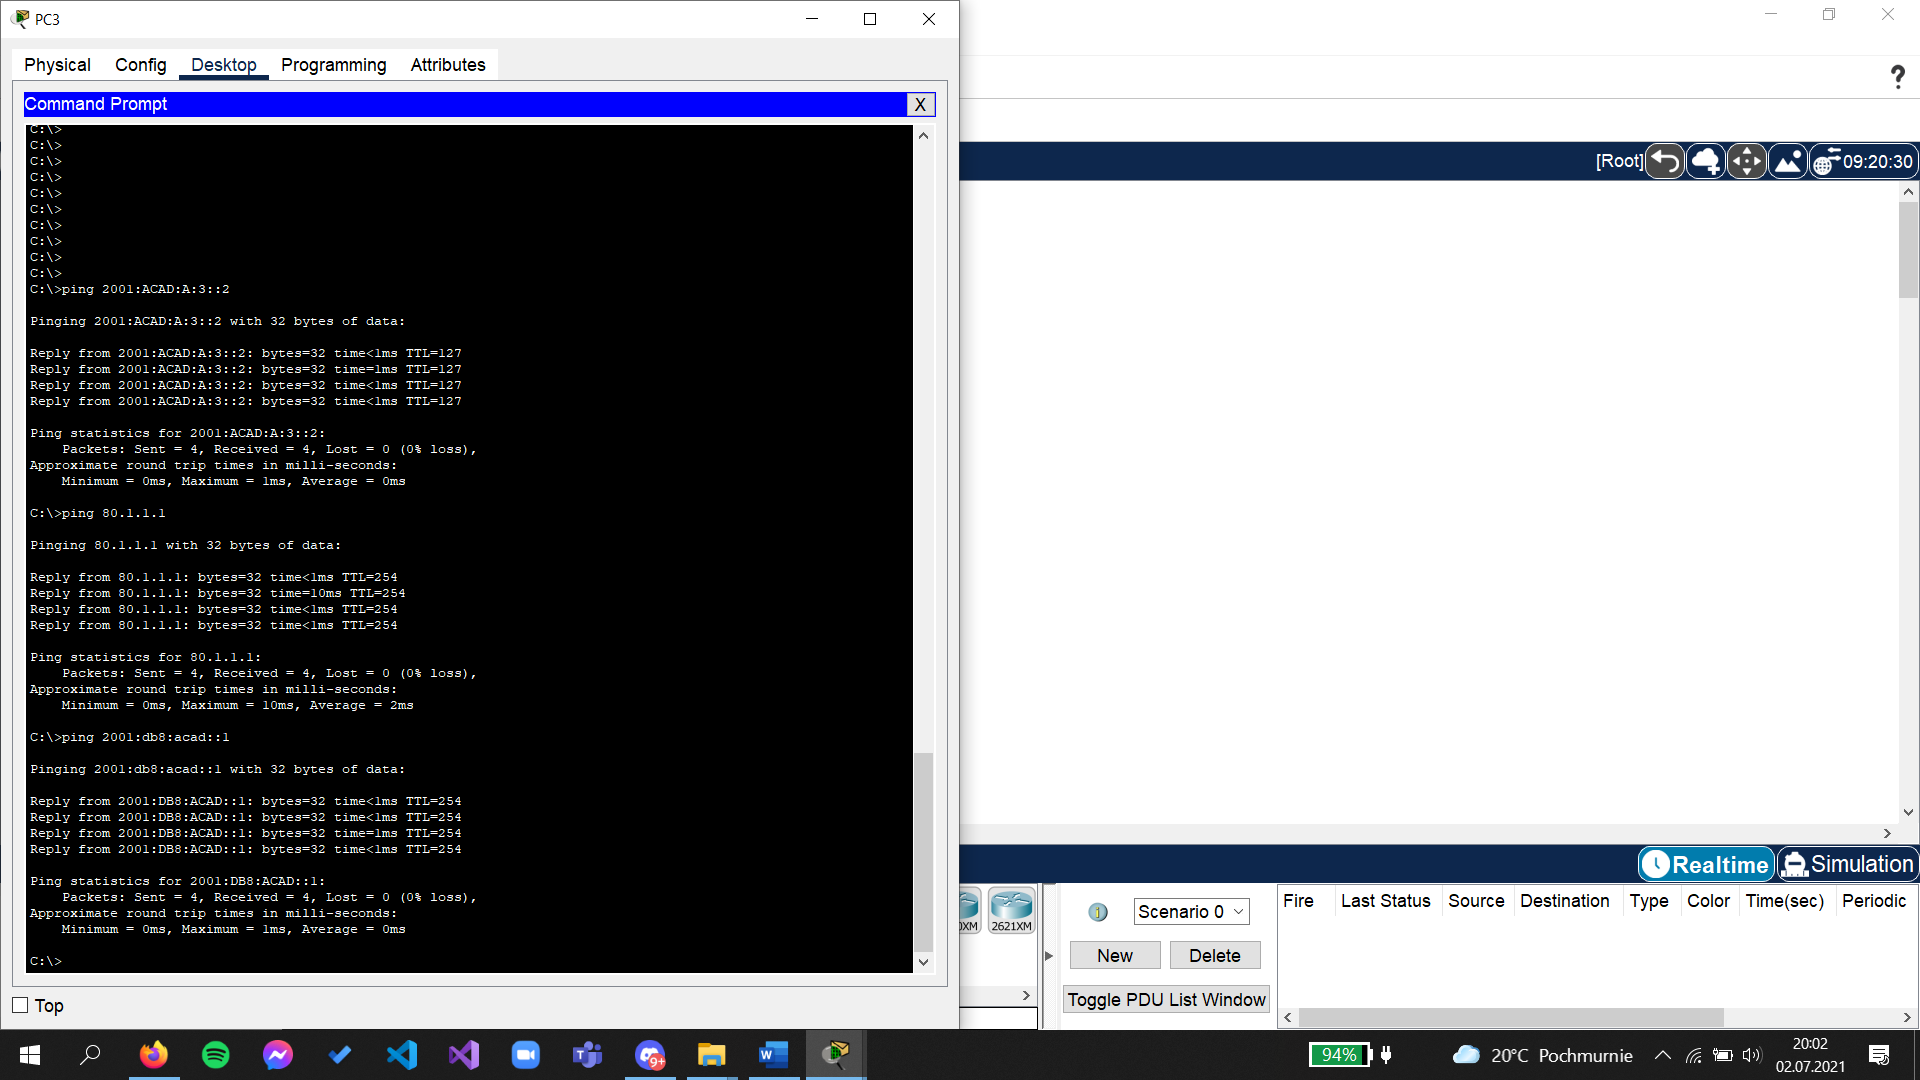 PC3
Physical Config Desktop Programming Attributes
Command Prompt X
C:\>
C:\>
C:\>
C:\>
C:\>
C:\>
C:\>
C:\>
C:\>
C:\>
C:\>ping 2001:ACAD:A:3::2
Pinging 2001:ACAD:A:3::2 with 32 bytes of data:
Reply from 2001:ACAD:A:3::2: bytes=32 time<1ms TTL=127
Reply from 2001:ACAD:A:3::2: bytes=32 time=1ms TTL=127
Reply from 2001:ACAD:A:3::2: bytes=32 time<1ms TTL=127
Reply from 2001:ACAD:A:3::2: bytes=32 time<1ms TTL=127
Ping statistics for 2001:ACAD:A:3::2:
Packets: Sent = 4, Received = 4, Lost = 0 (0% loss),
Approximate round trip times in milli-seconds:
Minimum = 0ms, Maximum = 1ms, Average = 0ms
C:\>ping 80.1.1.1
Pinging 80.1.1.1 with 32 bytes of data:
Reply from 80.1.1.1: bytes=32 time<1ms TTL=254
Reply from 80.1.1.1: bytes=32 time=10ms TTL=254
Reply from 80.1.1.1: bytes=32 time<1ms TTL=254
Reply from 80.1.1.1: bytes=32 time<1ms TTL=254
Ping statistics for 80.1.1.1:
Packets: Sent = 4, Received = 4, Lost = 0 (0% loss),
Approximate round trip times in milli-seconds:
Minimum = 0ms, Maximum = 10ms, Average = 2ms
C:\>ping 2001:db8:acad::1
Pinging 2001:db8:acad::1 with 32 bytes of data:
Reply from 2001:DB8:ACAD::1: bytes=32 time<1ms TTL=254
Reply from 2001:DB8:ACAD::1: bytes=32 time<1ms TTL=254
Reply from 2001:DB8:ACAD::1: bytes=32 time=1ms TTL=254
Reply from 2001:DB8:ACAD::1: bytes=32 time<1ms TTL=254
Ping statistics for 2001:DB8:ACAD::1:
Packets: Sent = 4, Received = 4, Lost = 0 (0% loss),
Approximate round trip times in milli-seconds:
Minimum = 0ms, Maximum = 1ms, Average = 0ms
C:\>
Top
?
[Root] 09:20:30
Realtime Simulation
0XM 2621XM
Scenario 0
New Delete
Toggle PDU List Window
Fire Last Status Source Destination Type Color Time(sec) Periodic
9+
94%
20°C Pochmurnie
20:02
02.07.2021